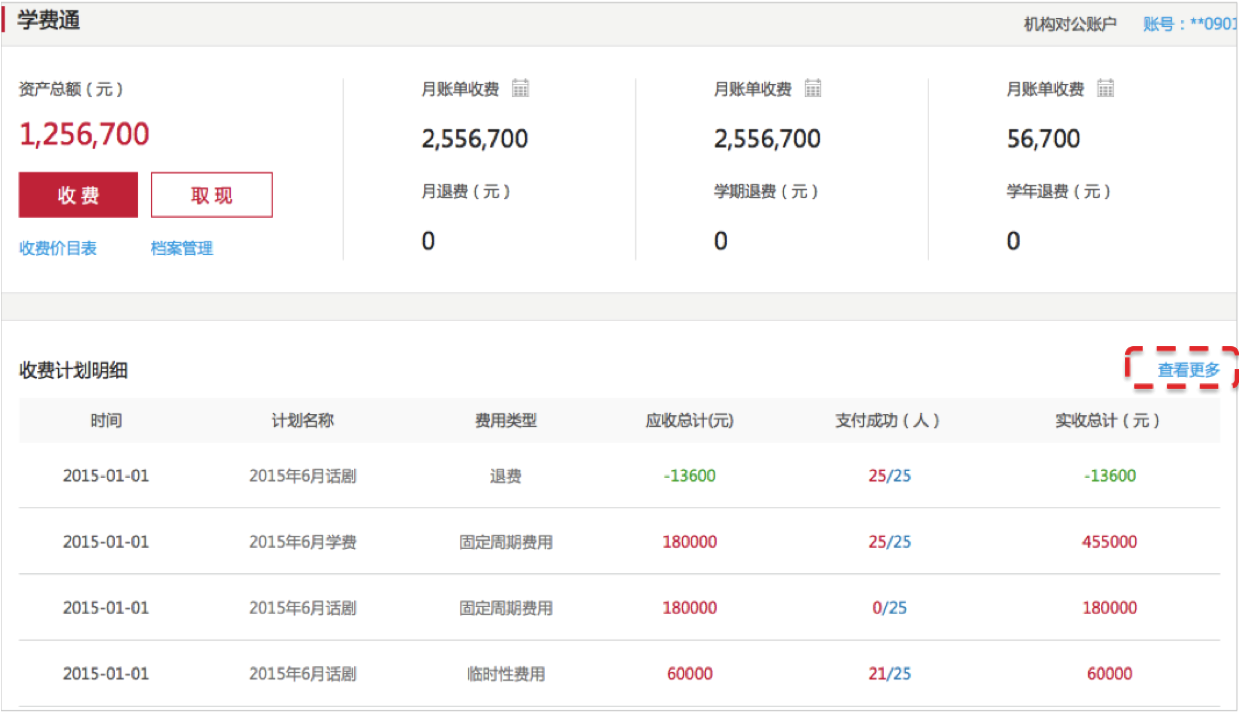 学费通
机构对公账户 账号：**0901
资产总额（元） 月账单收费 月账单收费 月账单收费
1,256,700 2,556,700 2,556,700 56,700
收费 取现 月退费（元） 学期退费（元） 学年退费（元）
收费价目表 档案管理 0 0 0
收费计划明细 查看更多
时间 计划名称 费用类型 应收总计(元) 支付成功（人） 实收总计（元）
2015-01-01 2015年6月话剧 退费 -13600 25/25 -13600
2015-01-01 2015年6月学费 固定周期费用 180000 25/25 455000
2015-01-01 2015年6月话剧 固定周期费用 180000 0/25 180000
2015-01-01 2015年6月话剧 临时性费用 60000 21/25 60000